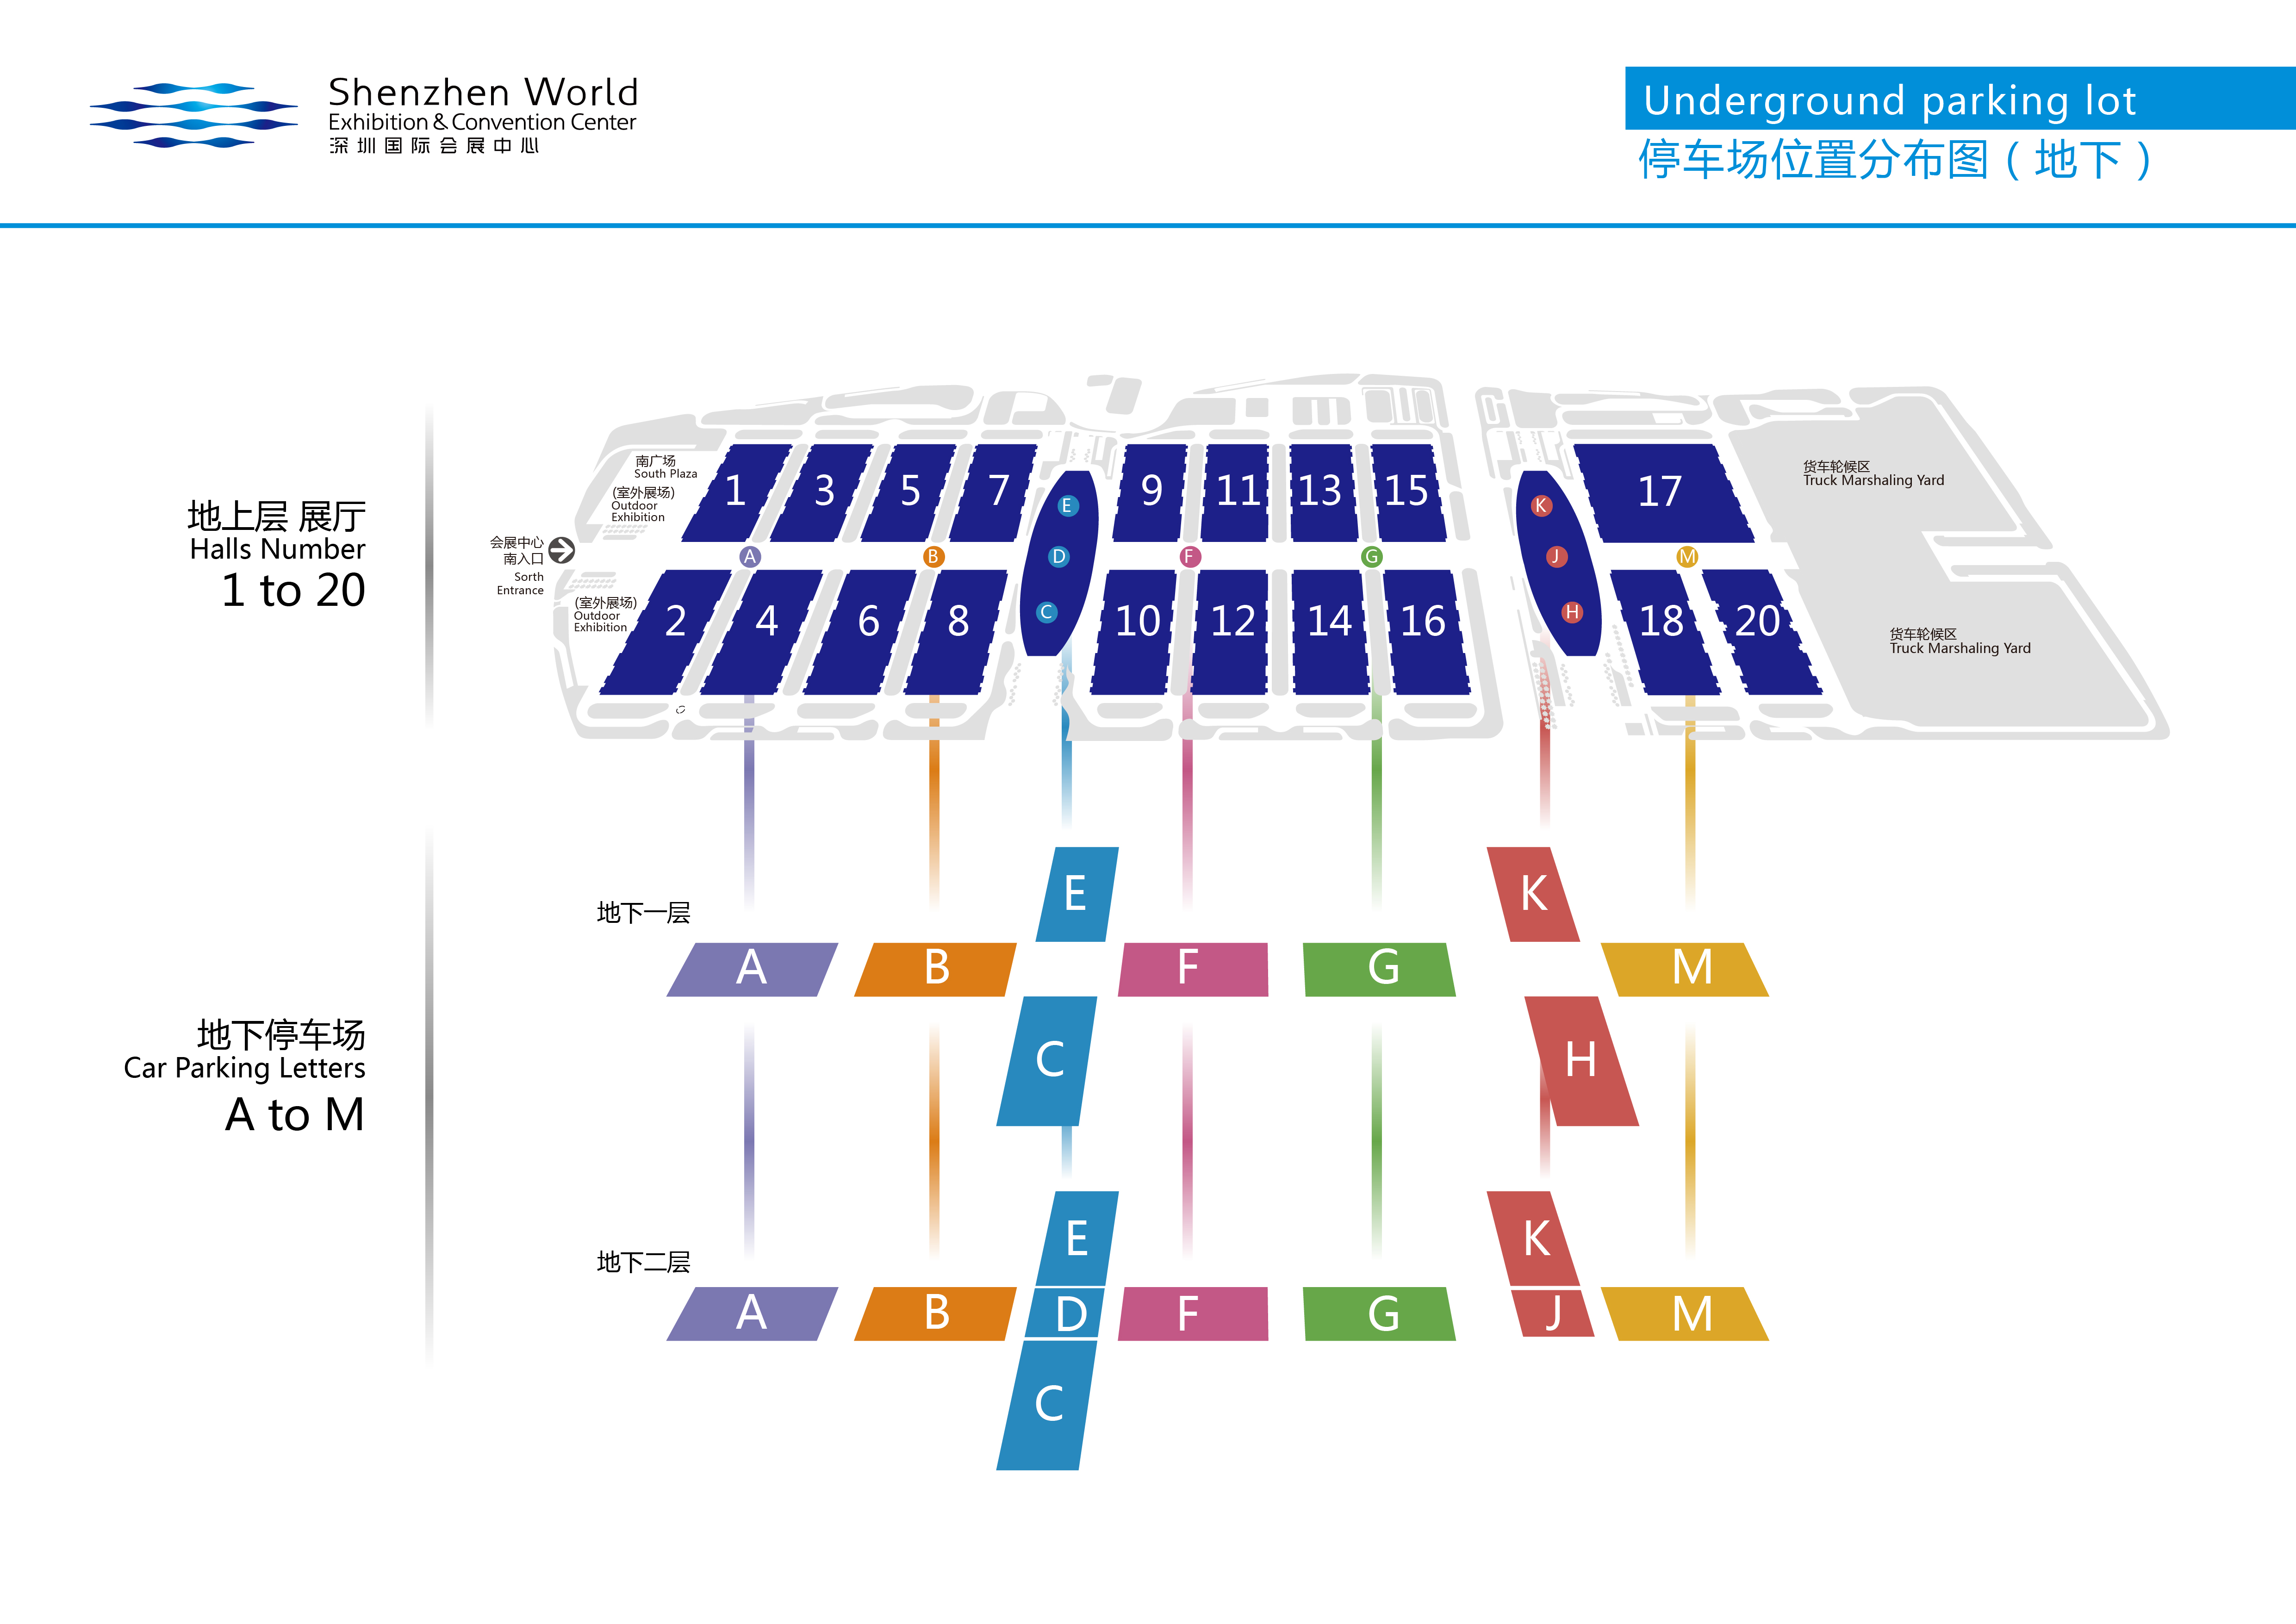 Shenzhen World
Exhibition & Convention Center
深圳国际会展中心
Underground parking lot
停车场位置分布图（地下）
地上层 展厅
Halls Number
1 to 20
南广场
South Plaza
(室外展场)
Outdoor
Exhibition
会展中心
南入口
Sorth
Entrance
(室外展场)
Outdoor
Exhibition
1 3 5 7 9 11 13 15 17
E K
A B D F G J M
C H
2 4 6 8 10 12 14 16 18 20
货车轮候区
Truck Marshaling Yard
货车轮候区
Truck Marshaling Yard
地下停车场
Car Parking Letters
A to M
地下一层
E K
A B F G M
C H
地下二层
E K
A B D F G J M
C